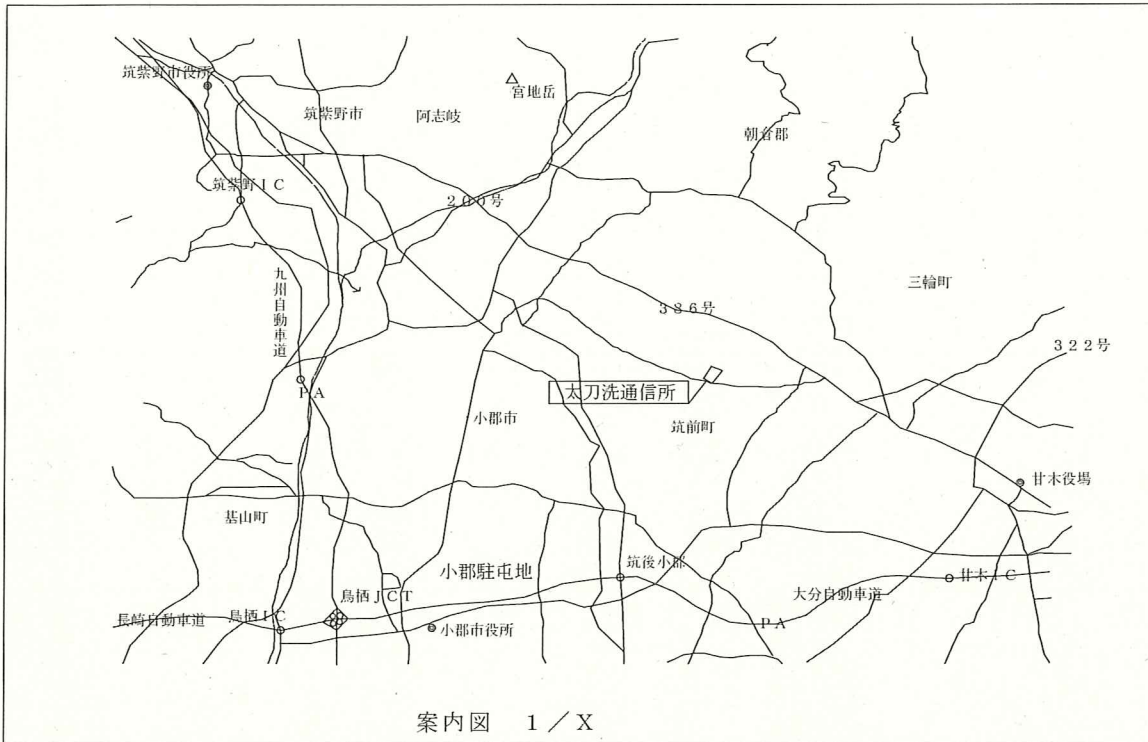 筑紫野市役所
宮地岳
筑紫野市
阿志岐
朝倉郡
筑紫野IC
200号
九州自動車道
三輪町
386号
322号
PA
太刀洗通信所
小郡市
筑前町
甘木役場
基山町
小郡駐屯地
筑後小郡
甘木IC
鳥栖JCT
大分自動車道
長崎自動車道
鳥栖IC
小郡市役所
PA
案内図 1/X